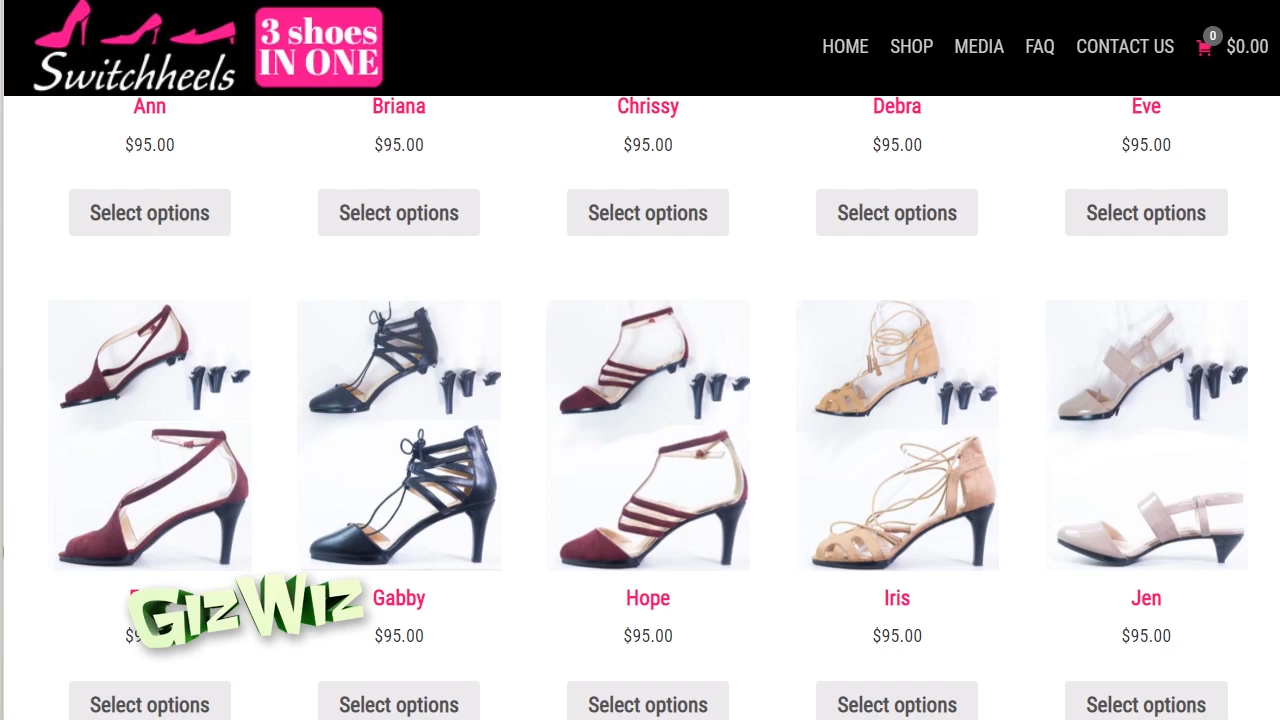 Switchheels
3 shoes
IN ONE
HOME SHOP MEDIA FAQ CONTACT US 0 $0.00
Ann Briana Chrissy Debra Eve
$95.00 $95.00 $95.00 $95.00 $95.00
Select options Select options Select options Select options Select options
GizWiz Gabby Hope Iris Jen
$95.00 $95.00 $95.00 $95.00
Select options Select options Select options Select options Select options